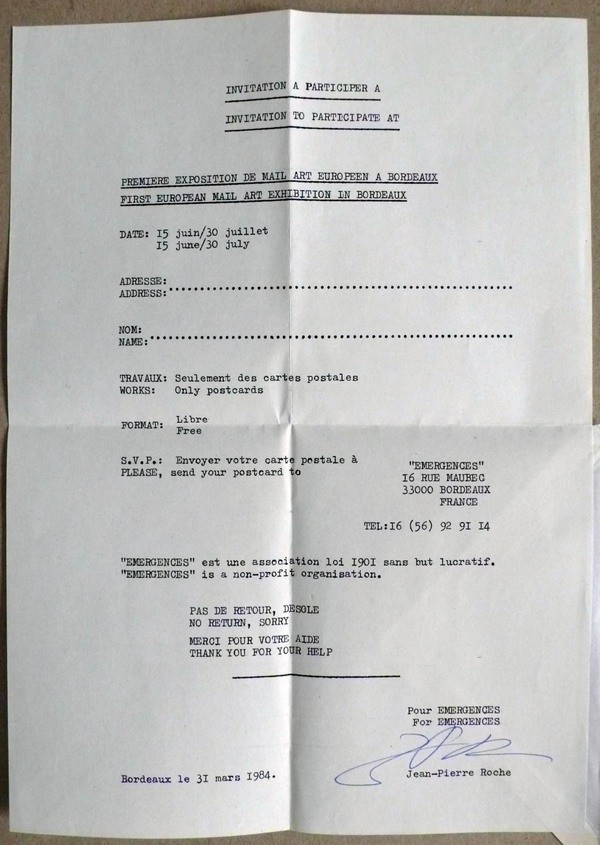 INVITATION A PARTICIPER A
INVITATION TO PARTICIPATE AT
PREMIERE EXPOSITION DE MAIL ART EUROPEEN A BORDEAUX
FIRST EUROPEAN MAIL ART EXHIBITION IN BORDEAUX
DATE: I5 juin/30 juillet
I5 june/30 july
ADRESSE:
ADDRESS:
NOM:
NAME:
TRAVAUX: Seulement des cartes postales
WORKS: Only postcards
FORMAT: Libre
Free
S.V.P.: Envoyer votre carte postale à
PLEASE, send your postcard to
"EMERGENCES"
I6 RUE MAUBEC
33000 BORDEAUX
FRANCE
TEL:I6 (56) 92 9I I4
"EMERGENCES" est une association loi I90I sans but lucratif.
"EMERGENCES" is a non-profit organisation.
PAS DE RETOUR, DESOLE
NO RETURN, SORRY
MERCI POUR VOTRE AIDE
THANK YOU FOR YOUR HELP
Pour EMERGENCES
For EMERGENCES
Jean-Pierre Roche
Bordeaux le 3I mars I984.